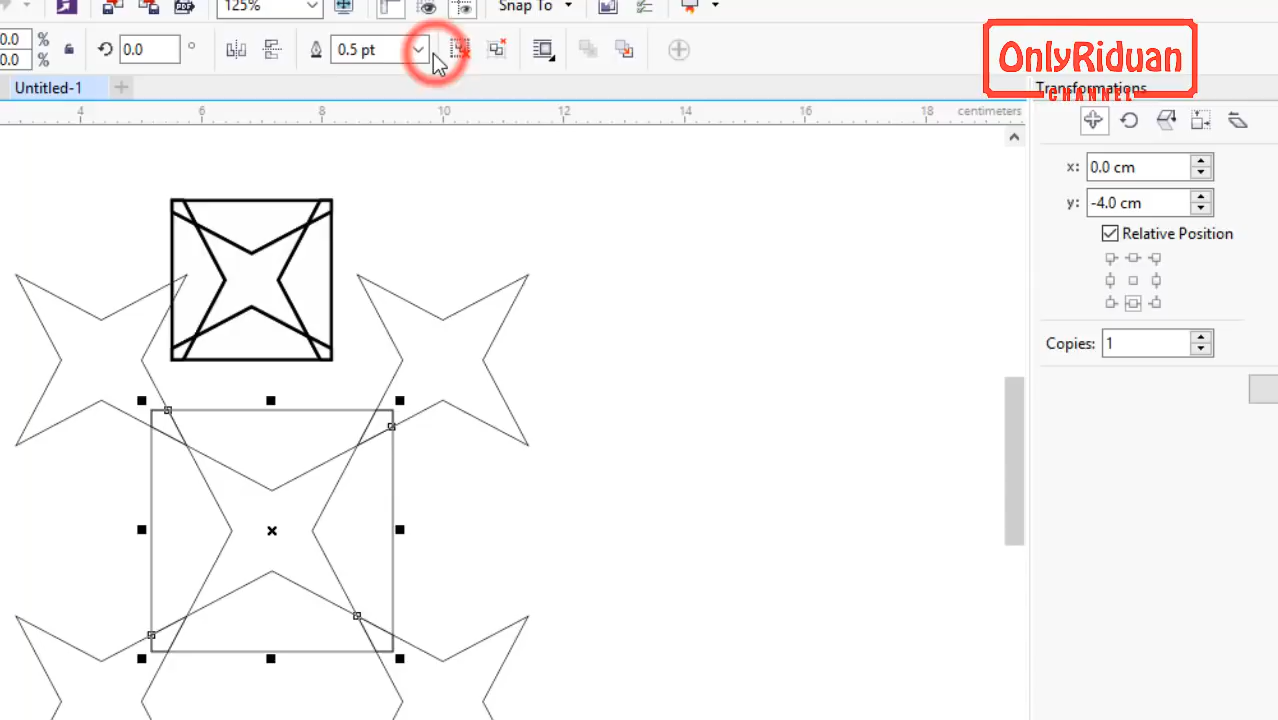 125%
Snap To
0.0 %
0.0 %
0.0 °
0.5 pt
OnlyRiduan
CHANNEL
Untitled-1
Transformations
4 6 8 10 12 14 16 18 centimeters
x: 0.0 cm
y: -4.0 cm
Relative Position
Copies: 1